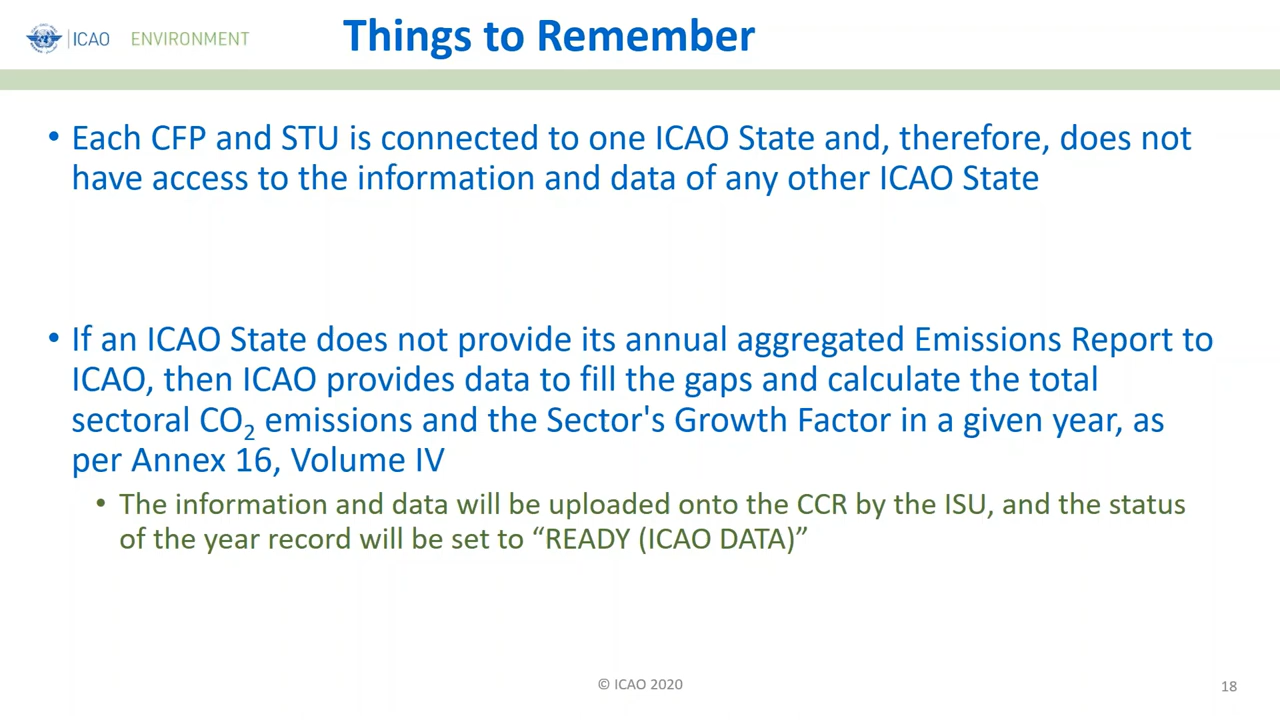 ICAO ENVIRONMENT
Things to Remember
• Each CFP and STU is connected to one ICAO State and, therefore, does not
have access to the information and data of any other ICAO State
• If an ICAO State does not provide its annual aggregated Emissions Report to
ICAO, then ICAO provides data to fill the gaps and calculate the total
sectoral CO₂ emissions and the Sector's Growth Factor in a given year, as
per Annex 16, Volume IV
• The information and data will be uploaded onto the CCR by the ISU, and the status
of the year record will be set to “READY (ICAO DATA)”
© ICAO 2020
18